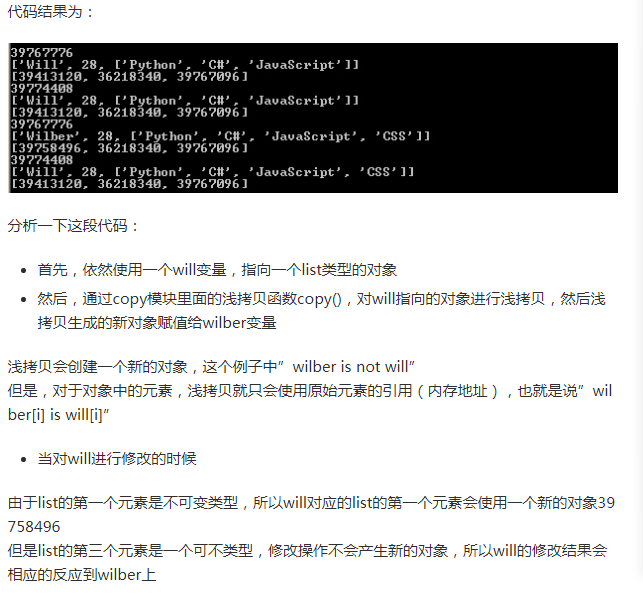 代码结果为：
39767776
['Will', 28, ['Python', 'C#', 'JavaScript']]
[39413120, 36218340, 39767096]
39774408
['Will', 28, ['Python', 'C#', 'JavaScript']]
[39413120, 36218340, 39767096]
39767776
['Wilber', 28, ['Python', 'C#', 'JavaScript', 'CSS']]
[39758496, 36218340, 39767096]
39774408
['Will', 28, ['Python', 'C#', 'JavaScript', 'CSS']]
[39413120, 36218340, 39767096]
分析一下这段代码：
• 首先，依然使用一个will变量，指向一个list类型的对象
• 然后，通过copy模块里面的浅拷贝函数copy()，对will指向的对象进行浅拷贝，然后浅
拷贝生成的新对象赋值给wilber变量
浅拷贝会创建一个新的对象，这个例子中”wilber is not will”
但是，对于对象中的元素，浅拷贝就只会使用原始元素的引用（内存地址），也就是说”wil
ber[i] is will[i]”
• 当对will进行修改的时候
由于list的第一个元素是不可变类型，所以will对应的list的第一个元素会使用一个新的对象39
758496
但是list的第三个元素是一个可不类型，修改操作不会产生新的对象，所以will的修改结果会
相应的反应到wilber上